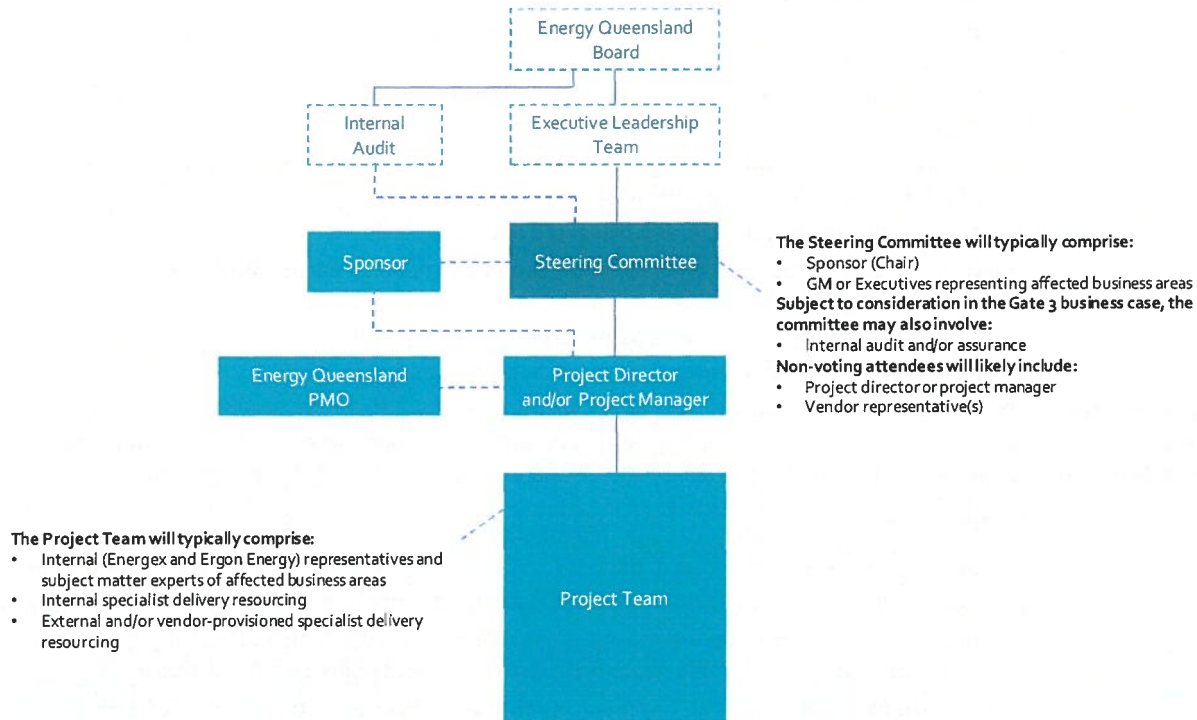 Energy Queensland
Board
Internal
Audit
Executive Leadership
Team
Sponsor
Steering Committee
The Steering Committee will typically comprise:
• Sponsor (Chair)
• GM or Executives representing affected business areas
Subject to consideration in the Gate 3 business case, the
committee may also involve:
• Internal audit and/or assurance
Non-voting attendees will likely include:
• Project director or project manager
• Vendor representative(s)
Energy Queensland
PMO
Project Director
and/or Project Manager
The Project Team will typically comprise:
• Internal (Energex and Ergon Energy) representatives and
subject matter experts of affected business areas
• Internal specialist delivery resourcing
• External and/or vendor-provisioned specialist delivery
resourcing
Project Team